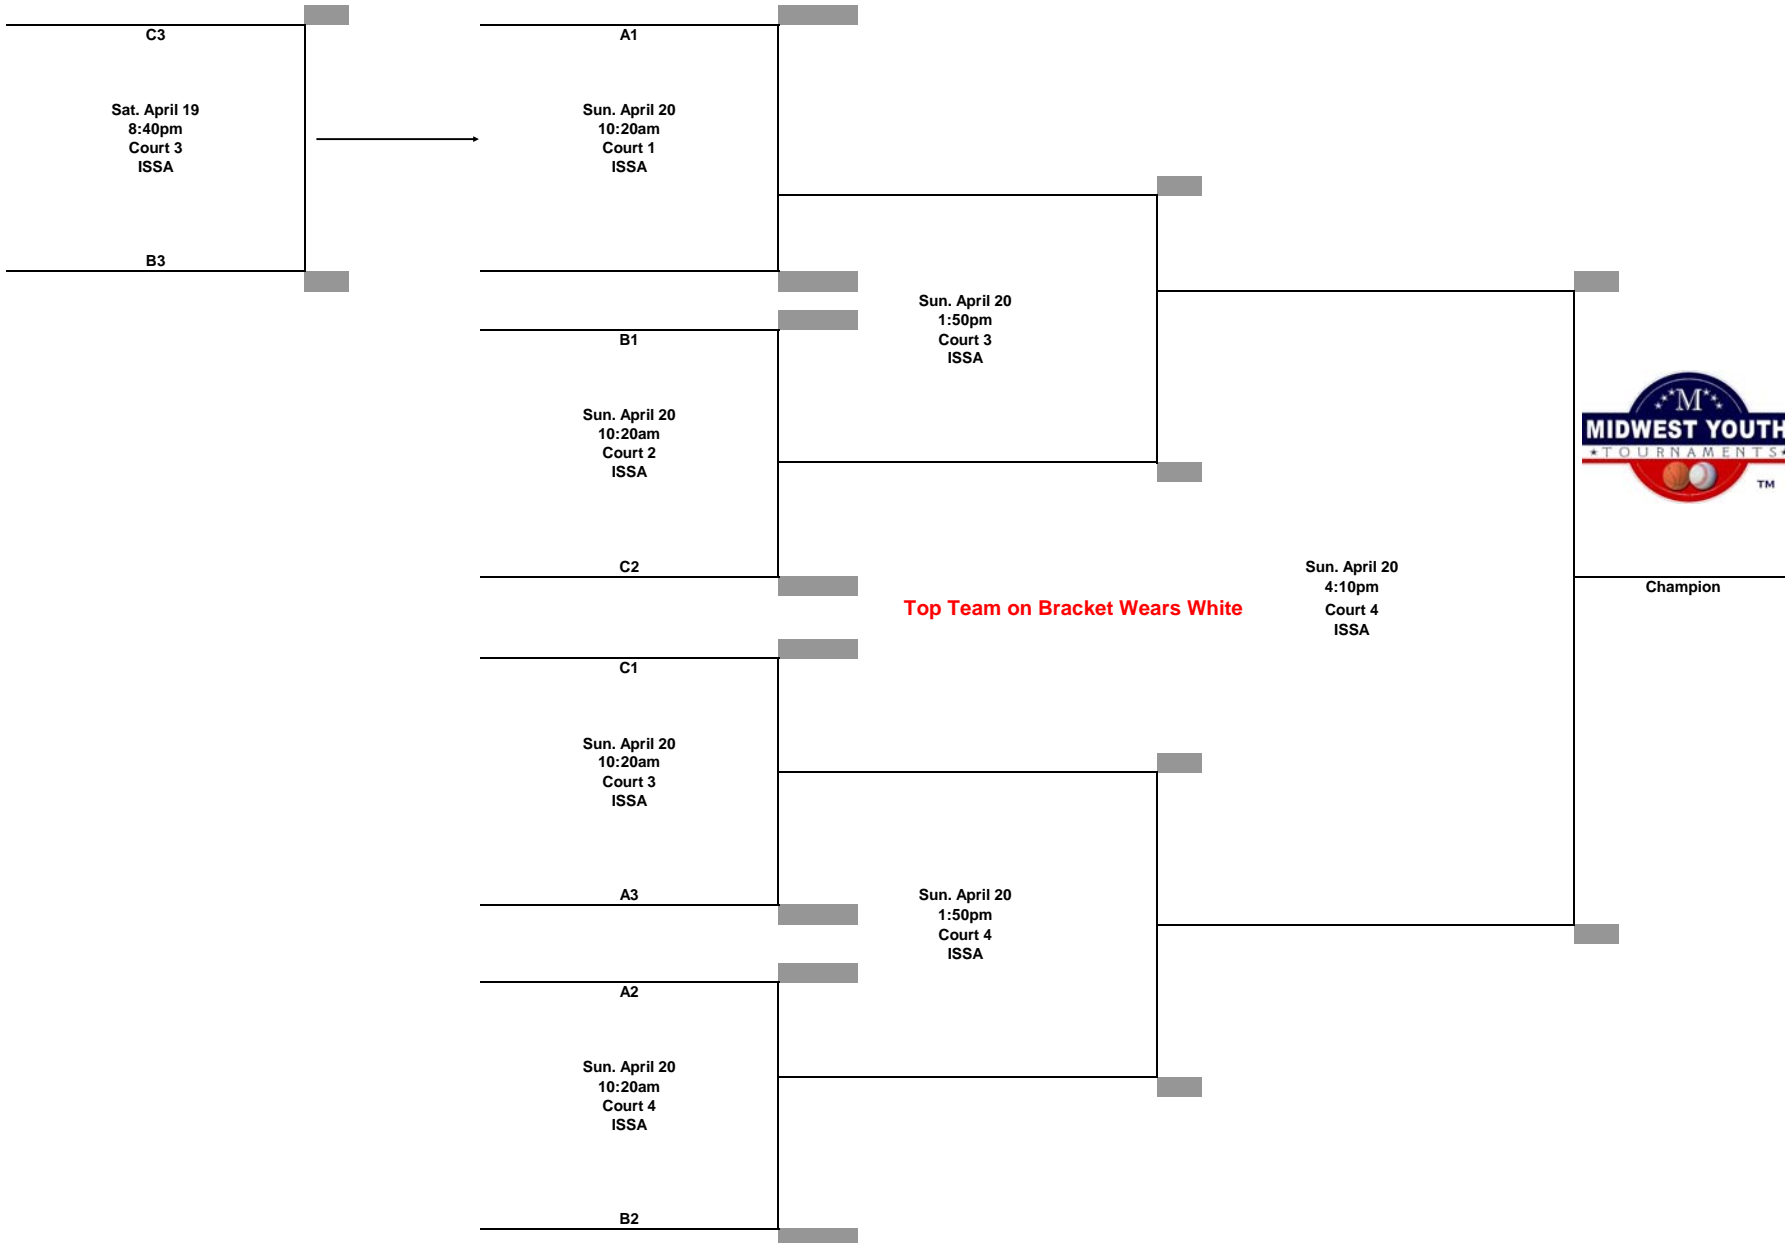 C3
Sat. April 19
8:40pm
Court 3
ISSA
B3
A1
Sun. April 20
10:20am
Court 1
ISSA
B1
Sun. April 20
10:20am
Court 2
ISSA
C2
C1
Sun. April 20
10:20am
Court 3
ISSA
A3
A2
Sun. April 20
10:20am
Court 4
ISSA
B2
Sun. April 20
1:50pm
Court 3
ISSA
Top Team on Bracket Wears White
Sun. April 20
1:50pm
Court 4
ISSA
Sun. April 20
4:10pm
Court 4
ISSA
M
MIDWEST YOUTH
TOURNAMENTS
TM
Champion